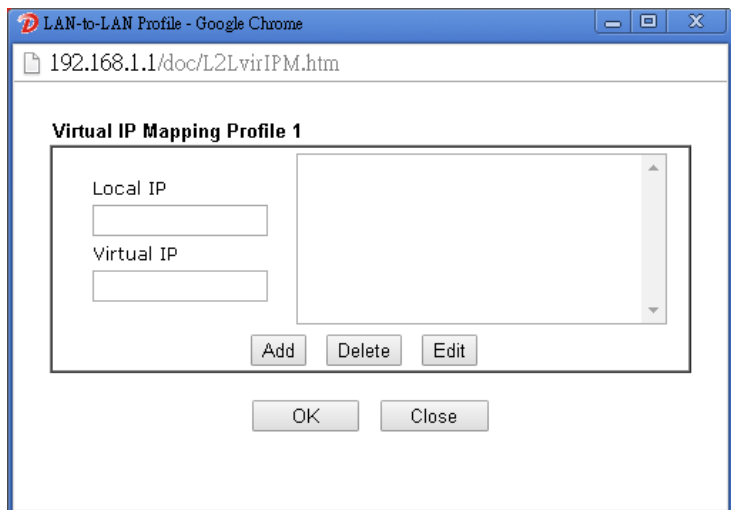 LAN-to-LAN Profile - Google Chrome
192.168.1.1/doc/L2LvirIPM.htm
Virtual IP Mapping Profile 1
Local IP
Virtual IP
Add Delete Edit
OK Close